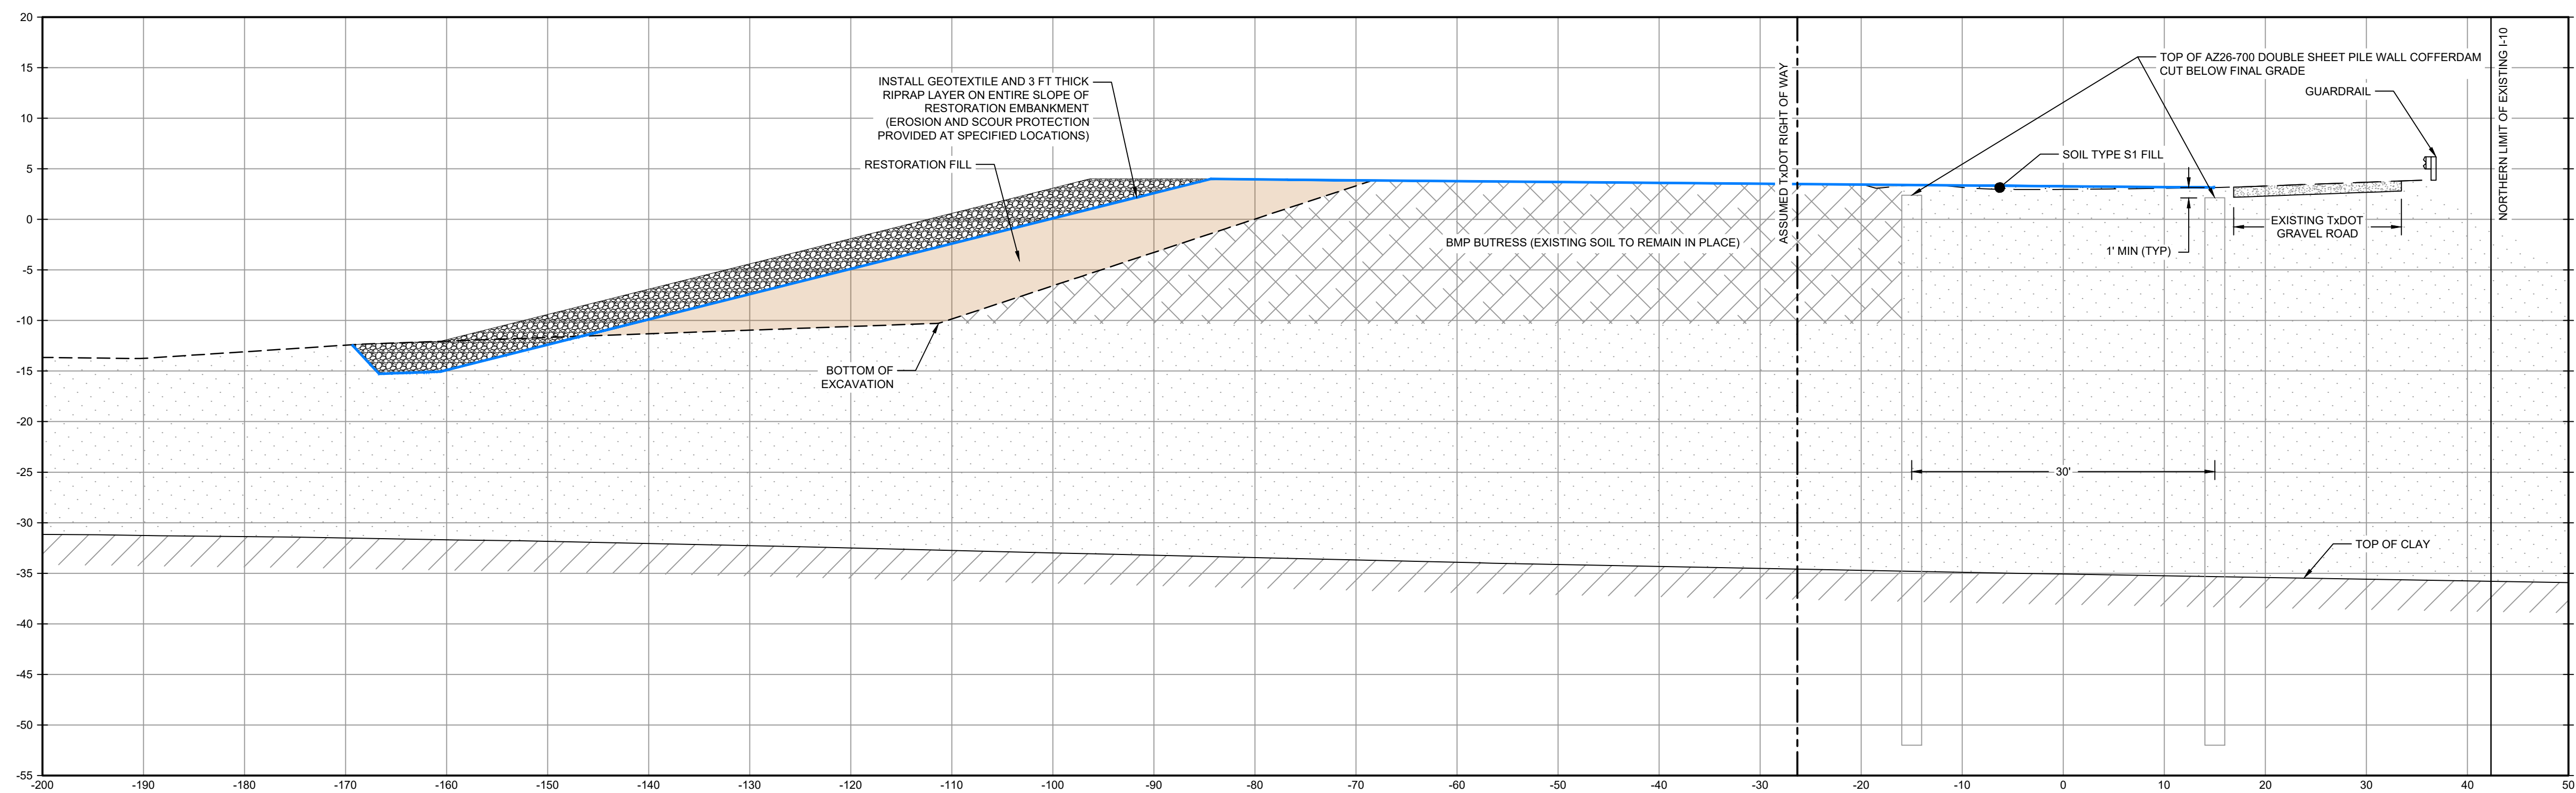 20
15
10
5
0
-5
-10
-15
-20
-25
-30
-35
-40
-45
-50
-55
INSTALL GEOTEXTILE AND 3 FT THICK
RIPRAP LAYER ON ENTIRE SLOPE OF
RESTORATION EMBANKMENT
(EROSION AND SCOUR PROTECTION
PROVIDED AT SPECIFIED LOCATIONS)
RESTORATION FILL
BOTTOM OF
EXCAVATION
BMP BUTRESS (EXISTING SOIL TO REMAIN IN PLACE)
ASSUMED TxDOT RIGHT OF WAY
TOP OF AZ26-700 DOUBLE SHEET PILE WALL COFFERDAM
CUT BELOW FINAL GRADE
GUARDRAIL
SOIL TYPE S1 FILL
1' MIN (TYP)
EXISTING TxDOT
GRAVEL ROAD
NORTHERN LIMIT OF EXISTING I-10
30'
TOP OF CLAY
-200
-190
-180
-170
-160
-150
-140
-130
-120
-110
-100
-90
-80
-70
-60
-50
-40
-30
-20
-10
0
10
20
30
40
50